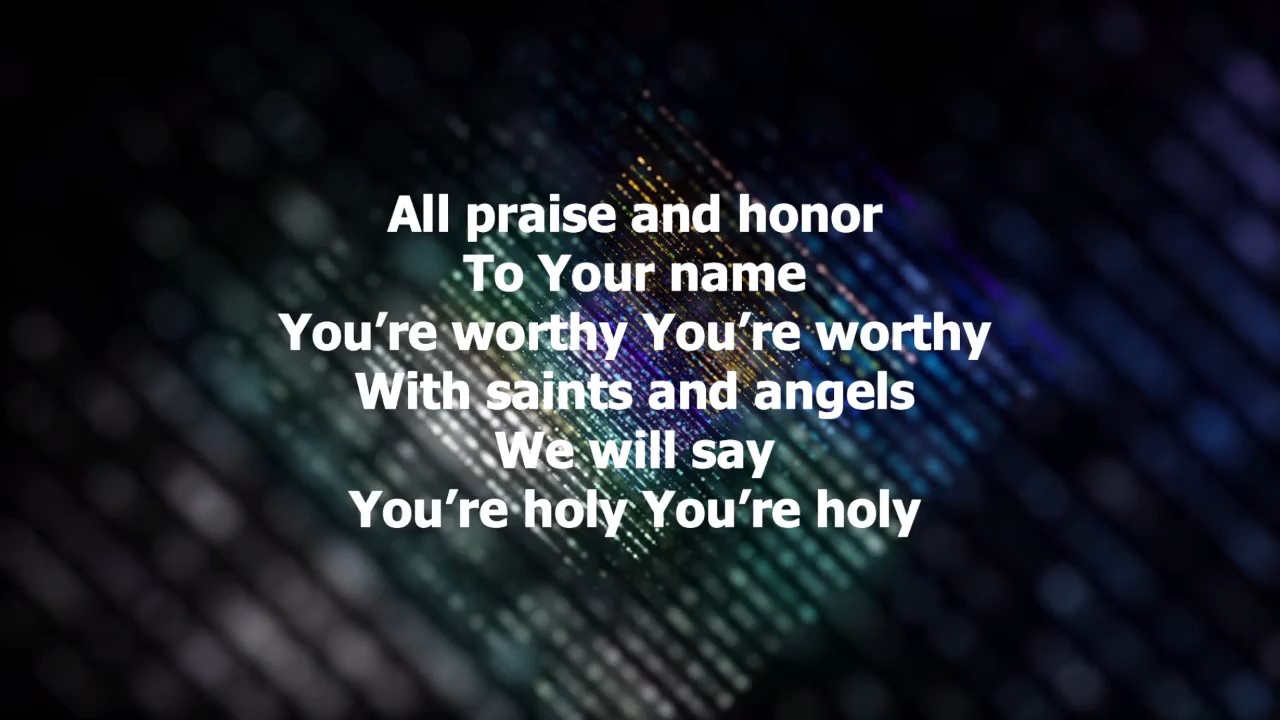 All praise and honor
To Your name
You’re worthy You’re worthy
With saints and angels
We will say
You’re holy You’re holy